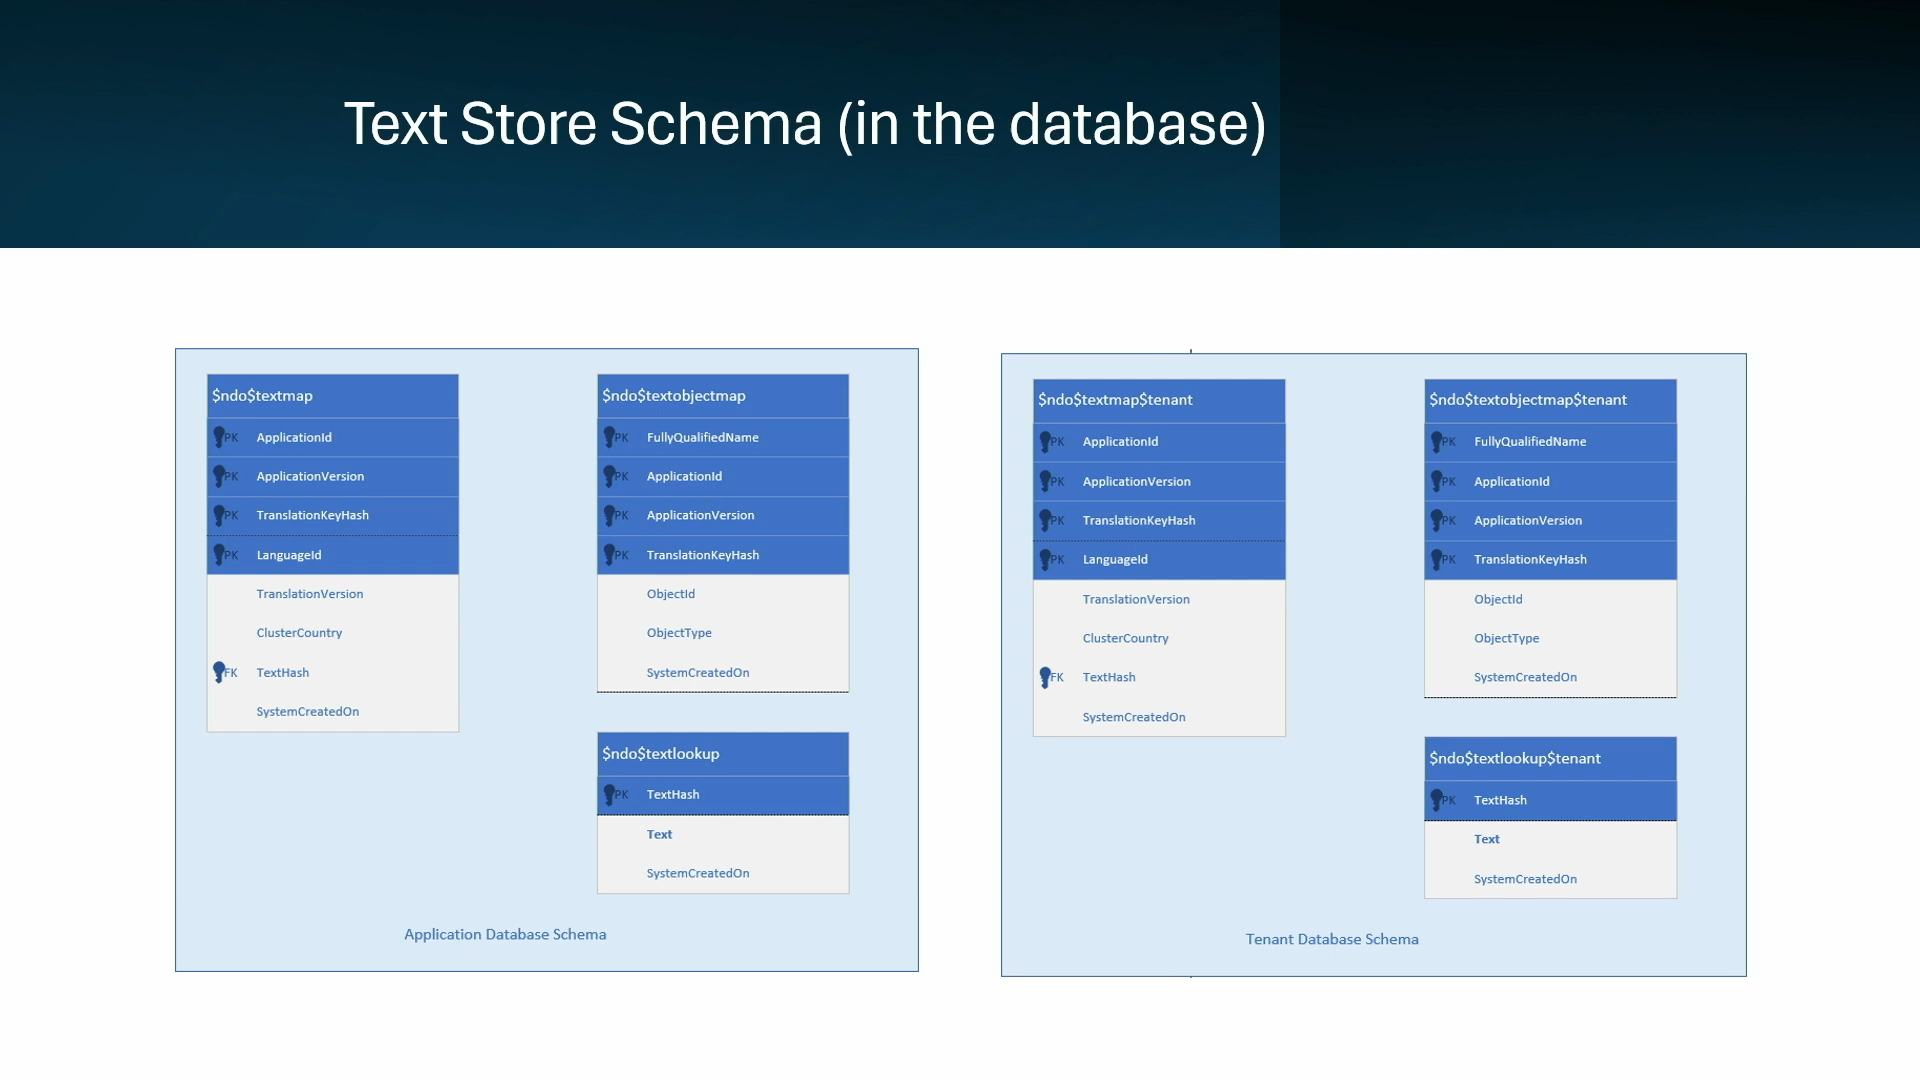 Text Store Schema (in the database)
$ndo$textmap
PK ApplicationId
PK ApplicationVersion
PK TranslationKeyHash
PK LanguageId
TranslationVersion
ClusterCountry
FK TextHash
SystemCreatedOn
$ndo$textobjectmap
PK FullyQualifiedName
PK ApplicationId
PK ApplicationVersion
PK TranslationKeyHash
ObjectId
ObjectType
SystemCreatedOn
$ndo$textlookup
PK TextHash
Text
SystemCreatedOn
Application Database Schema
$ndo$textmap$tenant
PK ApplicationId
PK ApplicationVersion
PK TranslationKeyHash
PK LanguageId
TranslationVersion
ClusterCountry
FK TextHash
SystemCreatedOn
$ndo$textobjectmap$tenant
PK FullyQualifiedName
PK ApplicationId
PK ApplicationVersion
PK TranslationKeyHash
ObjectId
ObjectType
SystemCreatedOn
$ndo$textlookup$tenant
PK TextHash
Text
SystemCreatedOn
Tenant Database Schema